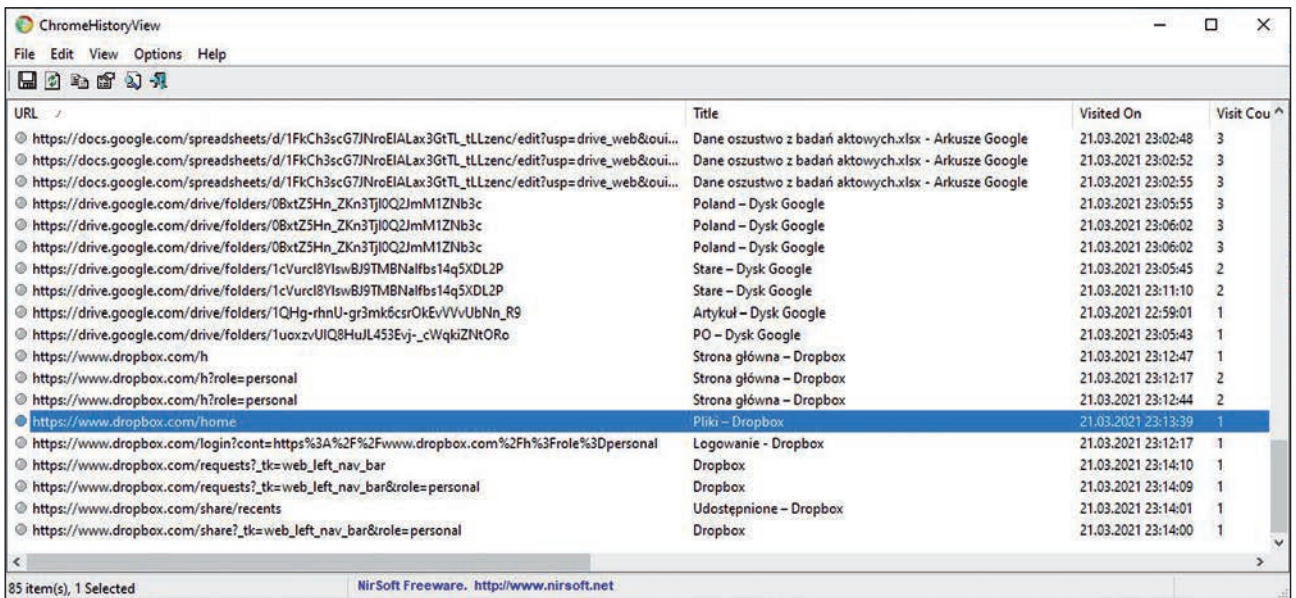 ChromeHistoryView
File Edit View Options Help
URL / Title Visited On Visit Cou
https://docs.google.com/spreadsheets/d/1FkCh3scG7JNroEIALax3GtTL_tLLzenc/edit?usp=drive_web&oui... Dane oszustwo z badań aktowych.xlsx - Arkusze Google 21.03.2021 23:02:48 3
https://docs.google.com/spreadsheets/d/1FkCh3scG7JNroEIALax3GtTL_tLLzenc/edit?usp=drive_web&oui... Dane oszustwo z badań aktowych.xlsx - Arkusze Google 21.03.2021 23:02:52 3
https://docs.google.com/spreadsheets/d/1FkCh3scG7JNroEIALax3GtTL_tLLzenc/edit?usp=drive_web&oui... Dane oszustwo z badań aktowych.xlsx - Arkusze Google 21.03.2021 23:02:55 3
https://drive.google.com/drive/folders/0BxtZ5Hn_ZKn3TjI0Q2JmM1ZNb3c Poland – Dysk Google 21.03.2021 23:05:55 3
https://drive.google.com/drive/folders/0BxtZ5Hn_ZKn3TjI0Q2JmM1ZNb3c Poland – Dysk Google 21.03.2021 23:06:02 3
https://drive.google.com/drive/folders/0BxtZ5Hn_ZKn3TjI0Q2JmM1ZNb3c Poland – Dysk Google 21.03.2021 23:06:02 3
https://drive.google.com/drive/folders/1cVurcI8YIswBJ9TMBNalfbs14q5XDL2P Stare – Dysk Google 21.03.2021 23:05:45 2
https://drive.google.com/drive/folders/1cVurcI8YIswBJ9TMBNalfbs14q5XDL2P Stare – Dysk Google 21.03.2021 23:11:10 2
https://drive.google.com/drive/folders/1QHg-rhnU-gr3mk6csrOkEvVVvUbNn_R9 Artykuł – Dysk Google 21.03.2021 22:59:01 1
https://drive.google.com/drive/folders/1uoxzvUIQ8HuJL453Evj-_cWqkiZNtORo PO – Dysk Google 21.03.2021 23:05:43 1
https://www.dropbox.com/h Strona główna – Dropbox 21.03.2021 23:12:47 1
https://www.dropbox.com/h?role=personal Strona główna – Dropbox 21.03.2021 23:12:17 2
https://www.dropbox.com/h?role=personal Strona główna – Dropbox 21.03.2021 23:12:44 2
https://www.dropbox.com/home Pliki – Dropbox 21.03.2021 23:13:39 1
https://www.dropbox.com/login?cont=https%3A%2F%2Fwww.dropbox.com%2Fh%3Frole%3Dpersonal Logowanie - Dropbox 21.03.2021 23:12:17 1
https://www.dropbox.com/requests?_tk=web_left_nav_bar Dropbox 21.03.2021 23:14:10 1
https://www.dropbox.com/requests?_tk=web_left_nav_bar&role=personal Dropbox 21.03.2021 23:14:09 1
https://www.dropbox.com/share/recents Udostępnione – Dropbox 21.03.2021 23:14:01 1
https://www.dropbox.com/share?_tk=web_left_nav_bar&role=personal Dropbox 21.03.2021 23:14:00 1
85 item(s), 1 Selected NirSoft Freeware. http://www.nirsoft.net